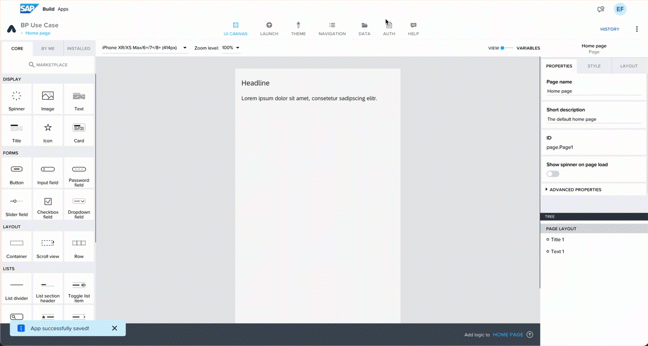 SAP Build Apps
EF
BP Use Case
< Home page
UI CANVAS
LAUNCH
THEME
NAVIGATION
DATA
AUTH
HELP
HISTORY
CORE
BY ME
INSTALLED
iPhone XR/XS Max/6+/7+/8+ (414px)
Zoom level: 100%
VIEW
VARIABLES
Home page
Page
MARKETPLACE
PROPERTIES
STYLE
LAYOUT
DISPLAY
Spinner
Image
Text
Title
Icon
Card
FORMS
Button
Input field
Password field
Slider field
Checkbox field
Dropdown field
LAYOUT
Container
Scroll view
Row
LISTS
List divider
List section header
Toggle list item
Headline
Lorem ipsum dolor sit amet, consetetur sadipscing elitr.
Page name
Home page
Short description
The default home page
ID
page.Page1
Show spinner on page load
ADVANCED PROPERTIES
TREE
PAGE LAYOUT
Title 1
Text 1
App successfully saved!
Add logic to HOME PAGE